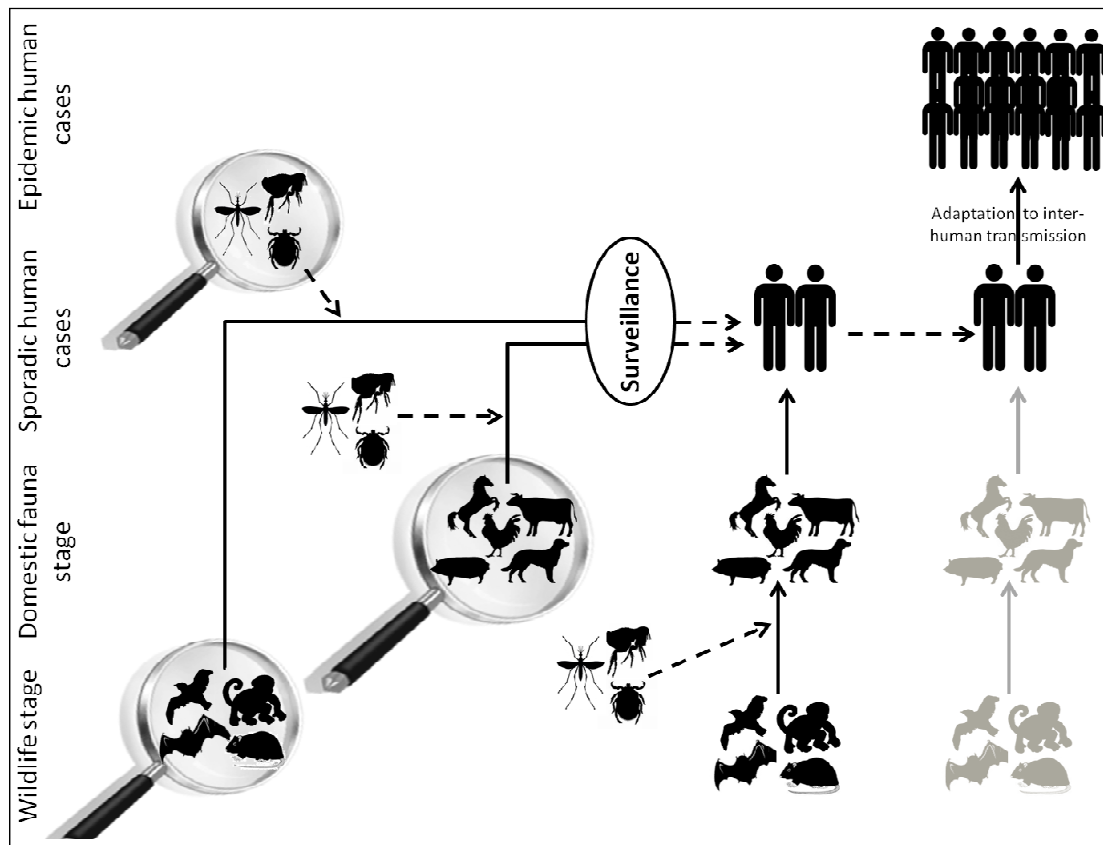 Epidemic human
cases
Sporadic human
cases
Domestic fauna
stage
Wildlife stage
Surveillance
Adaptation to inter-
human transmission